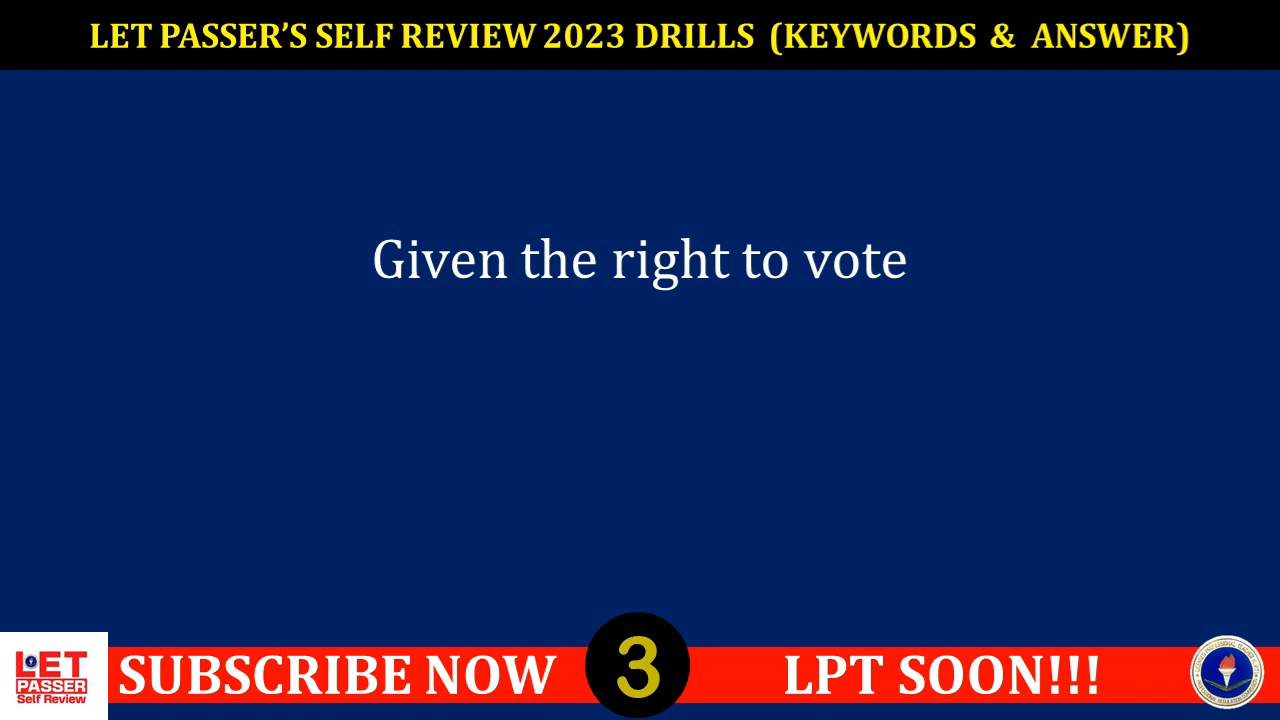 LET PASSER’S SELF REVIEW 2023 DRILLS (KEYWORDS & ANSWER)
Given the right to vote
LET
PASSER
Self Review
SUBSCRIBE NOW
3
LPT SOON!!!